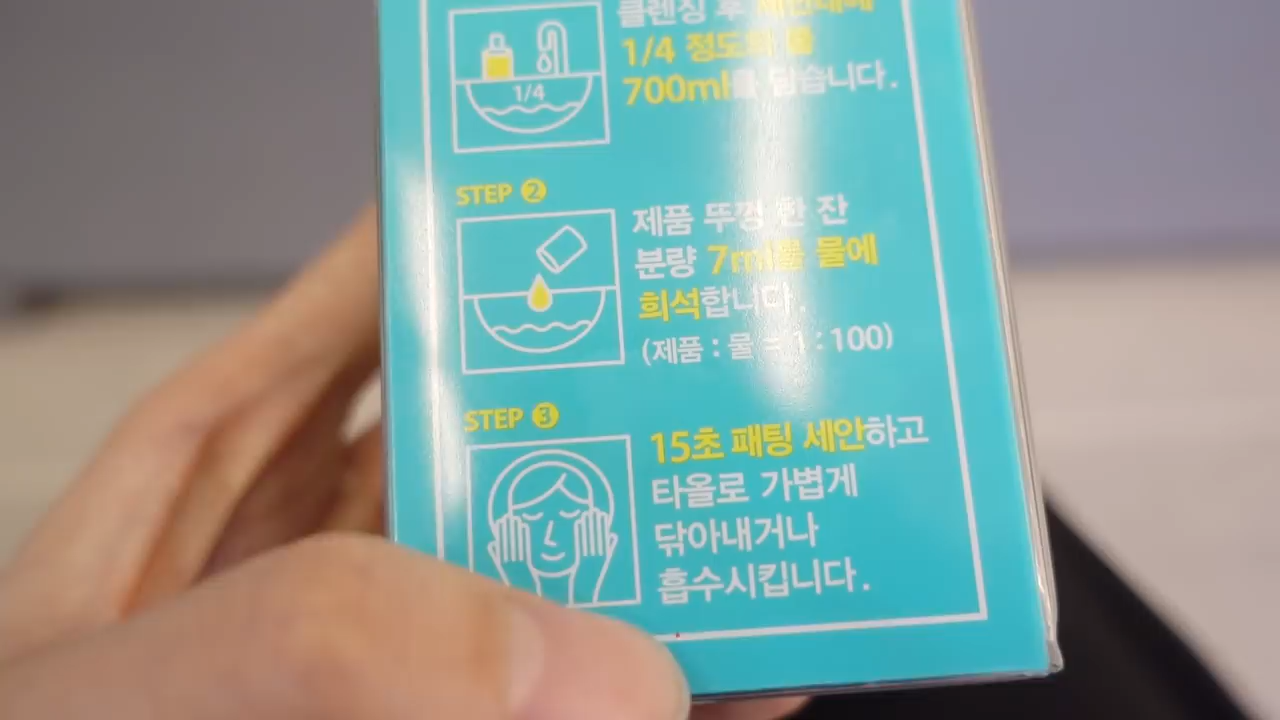 클렌징 후 세안대에
1/4 정도의 물
700ml를 담습니다.
1/4
STEP 2
제품 뚜껑 한 잔
분량 7ml를 물에
희석합니다.
(제품 : 물 = 1 : 100)
STEP 3
15초 패팅 세안하고
타올로 가볍게
닦아내거나
흡수시킵니다.